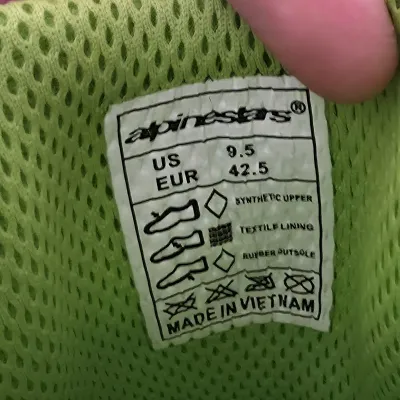 alpinestars®
US 9.5
EUR 42.5
SYNTHETIC UPPER
TEXTILE LINING
RUBBER OUTSOLE
MADE IN VIETNAM